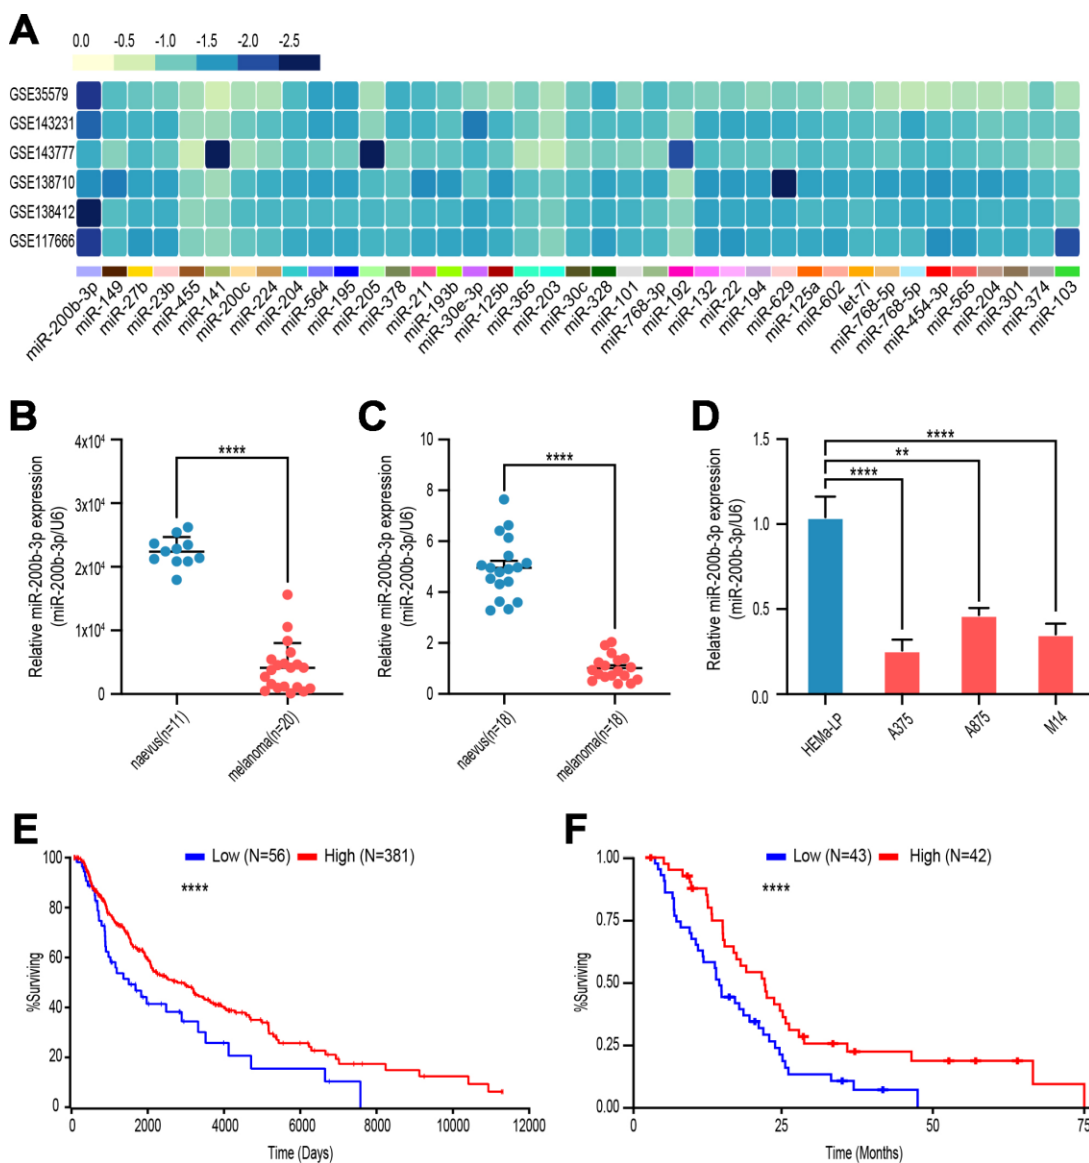 A
0.0 -0.5 -1.0 -1.5 -2.0 -2.5
GSE35579
GSE143231
GSE143777
GSE138710
GSE138412
GSE117666
miR-200b-3p miR-149 miR-27b miR-23b miR-455 miR-141 miR-200c miR-224 miR-204 miR-564 miR-195 miR-205 miR-378 miR-211 miR-193b miR-30e-3p miR-125b miR-365 miR-203 miR-30c miR-328 miR-101 miR-768-3p miR-192 miR-132 miR-22 miR-194 miR-629 miR-125a miR-602 let-7i miR-768-5p miR-768-5p miR-454-3p miR-565 miR-204 miR-301 miR-374 miR-103
B
Relative miR-200b-3p expression
(miR-200b-3p/U6)
4x10⁴
3x10⁴
2x10⁴
1x10⁴
0
****
naevus(n=11)
melanoma(n=20)
C
Relative miR-200b-3p expression
(miR-200b-3p/U6)
10
8
6
4
2
0
****
naevus(n=18)
melanoma(n=18)
D
Relative miR-200b-3p expression
(miR-200b-3p/U6)
1.5
1.0
0.5
0.0
****
**
****
HEMa-LP
A375
A875
M14
E
Low (N=56) High (N=381)
****
%Surviving
100
80
60
40
20
0
0 2000 4000 6000 8000 10000 12000
Time (Days)
F
Low (N=43) High (N=42)
****
%Surviving
1.00
0.75
0.50
0.25
0.00
0 25 50 75
Time (Months)